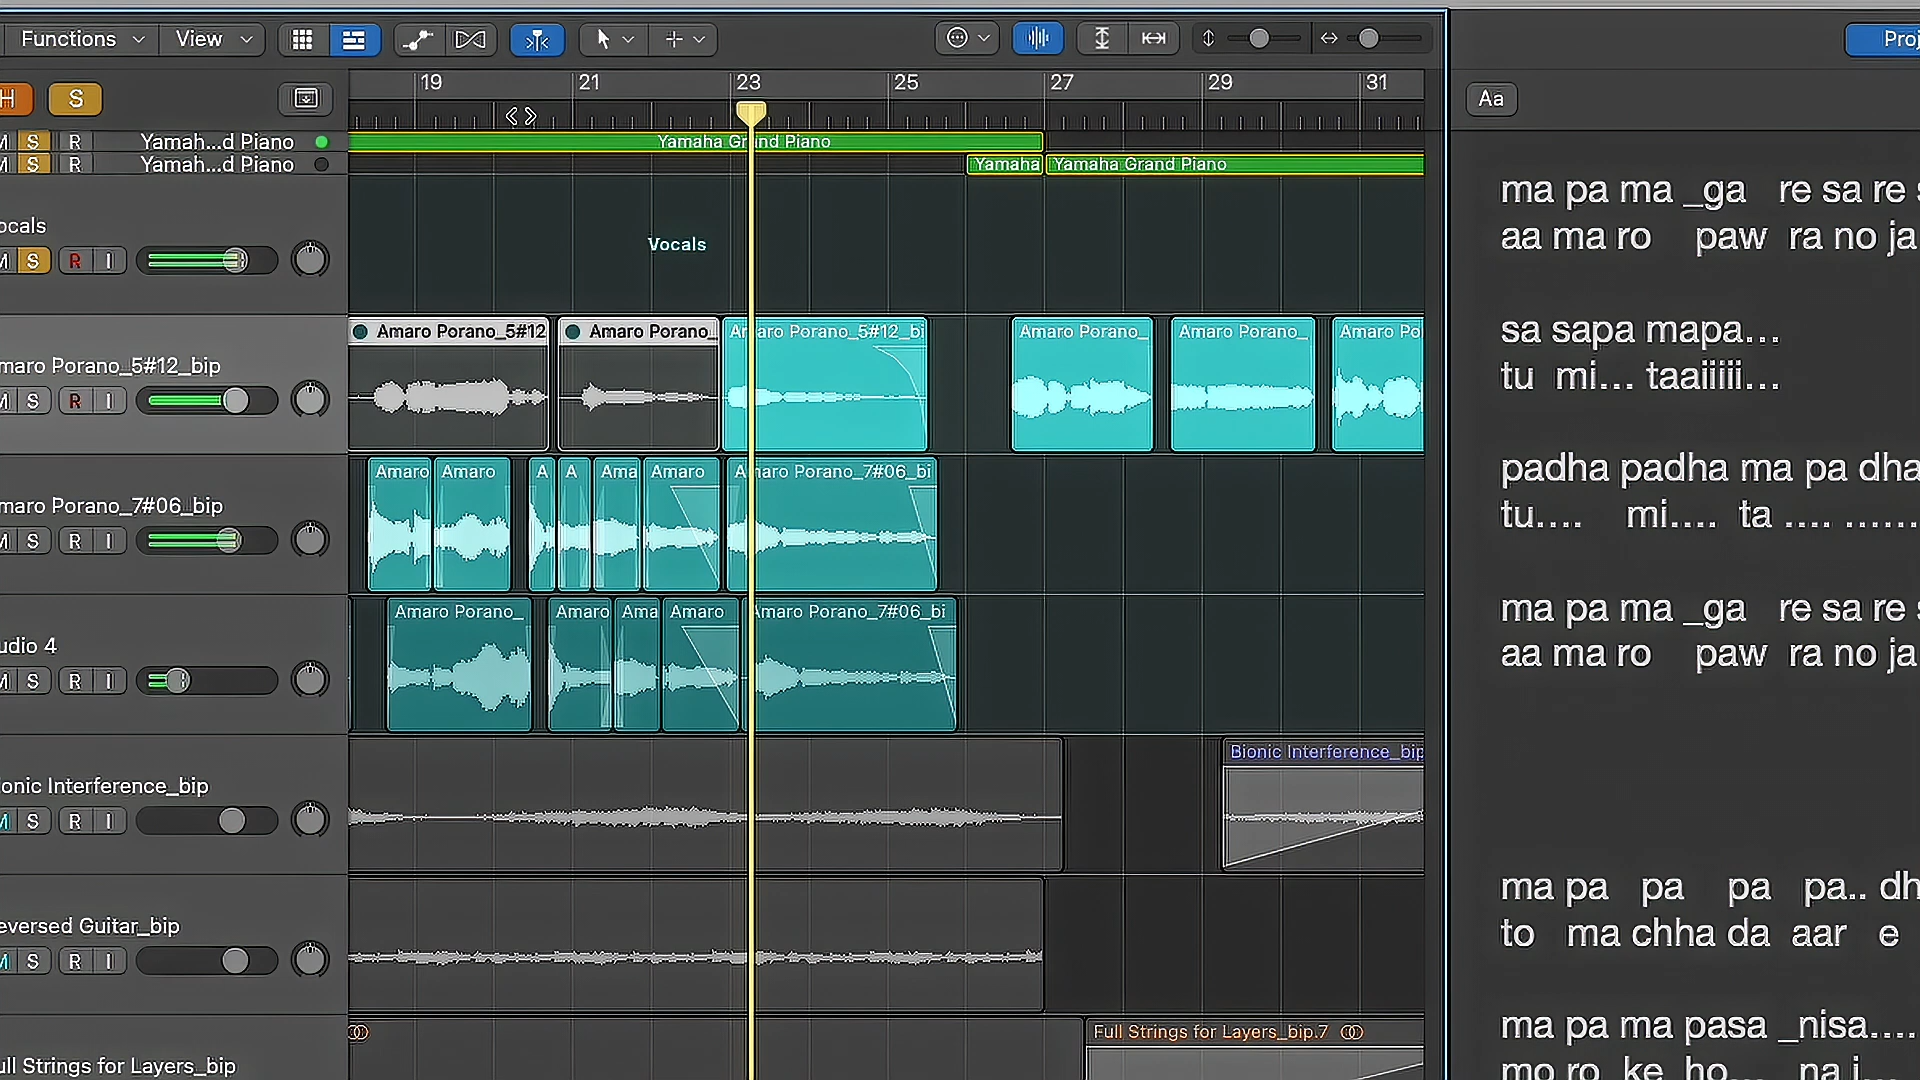 Functions View
Proj
H S
19 21 23 25 27 29 31
Aa
M S R Yamah...d Piano Yamaha Grand Piano
M S R Yamah...d Piano Yamaha Yamaha Grand Piano
ma pa ma _ga re sa re s
aa ma ro paw ra no ja
ocals
Vocals
M S R I
sa sapa mapa...
tu mi... taaiiiii...
Amaro Porano_5#12 Amaro Porano_ Amaro Porano_5#12_bi Amaro Porano_ Amaro Porano_ Amaro Po
maro Porano_5#12_bip
M S R I
padha padha ma pa dha
tu.... mi.... ta .... ......
Amaro Amaro A A Ama Amaro Amaro Porano_7#06_bi
maro Porano_7#06_bip
M S R I
ma pa ma _ga re sa re s
aa ma ro paw ra no ja
Amaro Porano_ Amaro Ama Amaro Amaro Porano_7#06_bi
udio 4
M S R I
Bionic Interference_bip
ionic Interference_bip
M S R I
ma pa pa pa pa.. dh
to ma chha da aar e
eversed Guitar_bip
M S R I
ma pa ma pasa _nisa....
mo ro ke ho... na i...
Full Strings for Layers_bip.7
ull Strings for Layers_bip